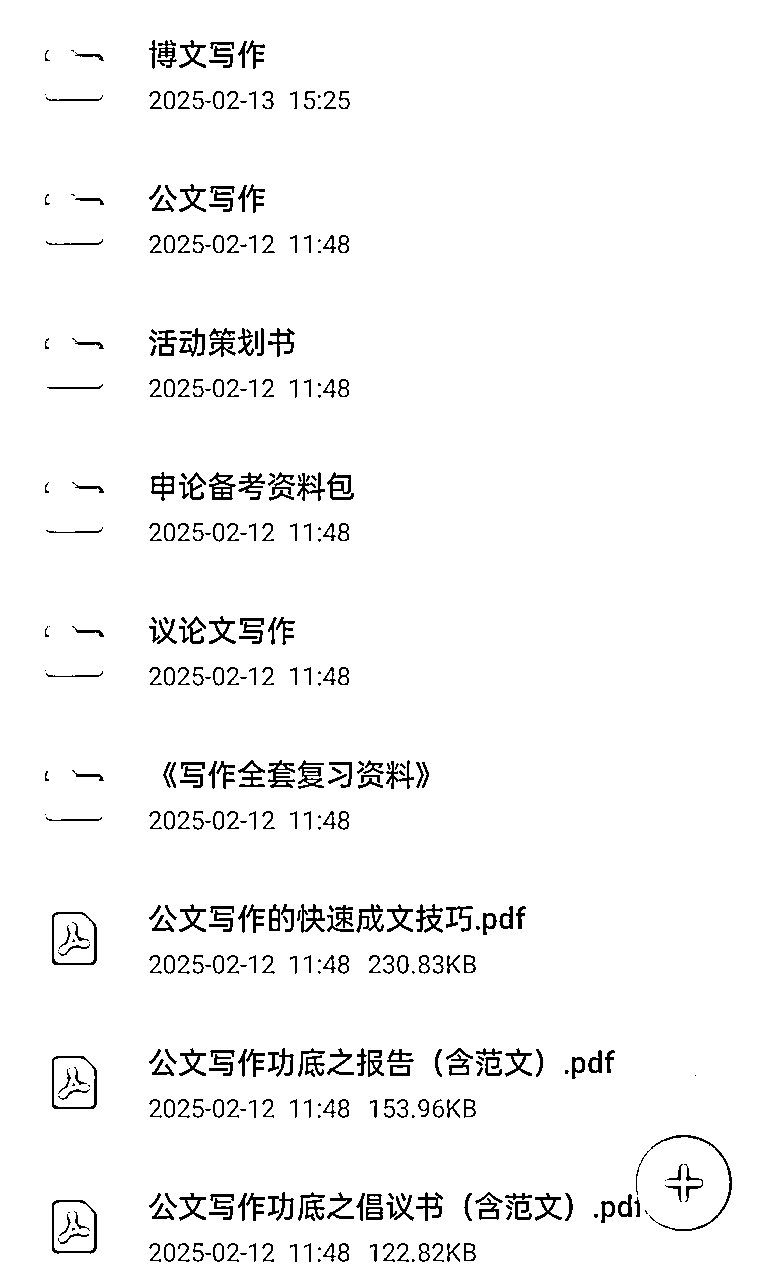 博文写作
2025-02-13 15:25
公文写作
2025-02-12 11:48
活动策划书
2025-02-12 11:48
申论备考资料包
2025-02-12 11:48
议论文写作
2025-02-12 11:48
《写作全套复习资料》
2025-02-12 11:48
公文写作的快速成文技巧.pdf
2025-02-12 11:48 230.83KB
公文写作功底之报告（含范文）.pdf
2025-02-12 11:48 153.96KB
公文写作功底之倡议书（含范文）.pdf
2025-02-12 11:48 122.82KB